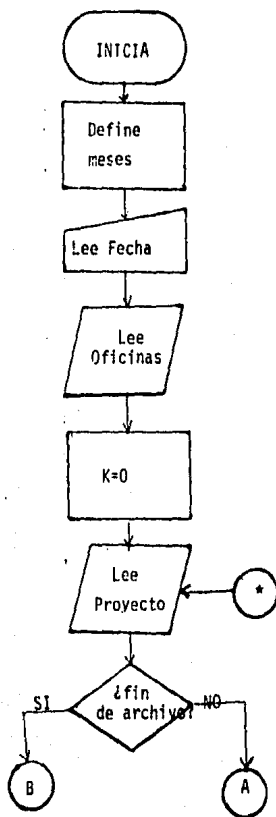 INICIA
Define
meses
Lee Fecha
Lee
Oficinas
K=0
Lee
Proyecto
*
¿fin
de archivo?
SI
NO
B
A